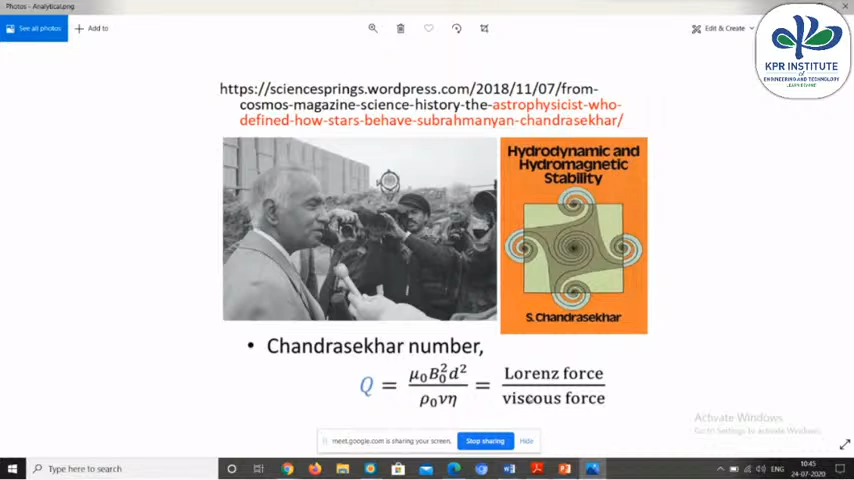 Photos - Analytical.png
See all photos
Add to
Edit & Create
KPR INSTITUTE
of
ENGINEERING AND TECHNOLOGY
LEARN BEYOND
https://sciencesprings.wordpress.com/2018/11/07/from-
cosmos-magazine-science-history-the-astrophysicist-who-
defined-how-stars-behave-subrahmanyan-chandrasekhar/
Hydrodynamic and
Hydromagnetic
Stability
S. Chandrasekhar
• Chandrasekhar number,
Q = μ₀B₀²d² / ρ₀νη = Lorenz force / viscous force
Activate Windows
Go to Settings to activate Windows.
meet.google.com is sharing your screen.
Stop sharing
Hide
Type here to search
ENG
10:45
24-07-2020